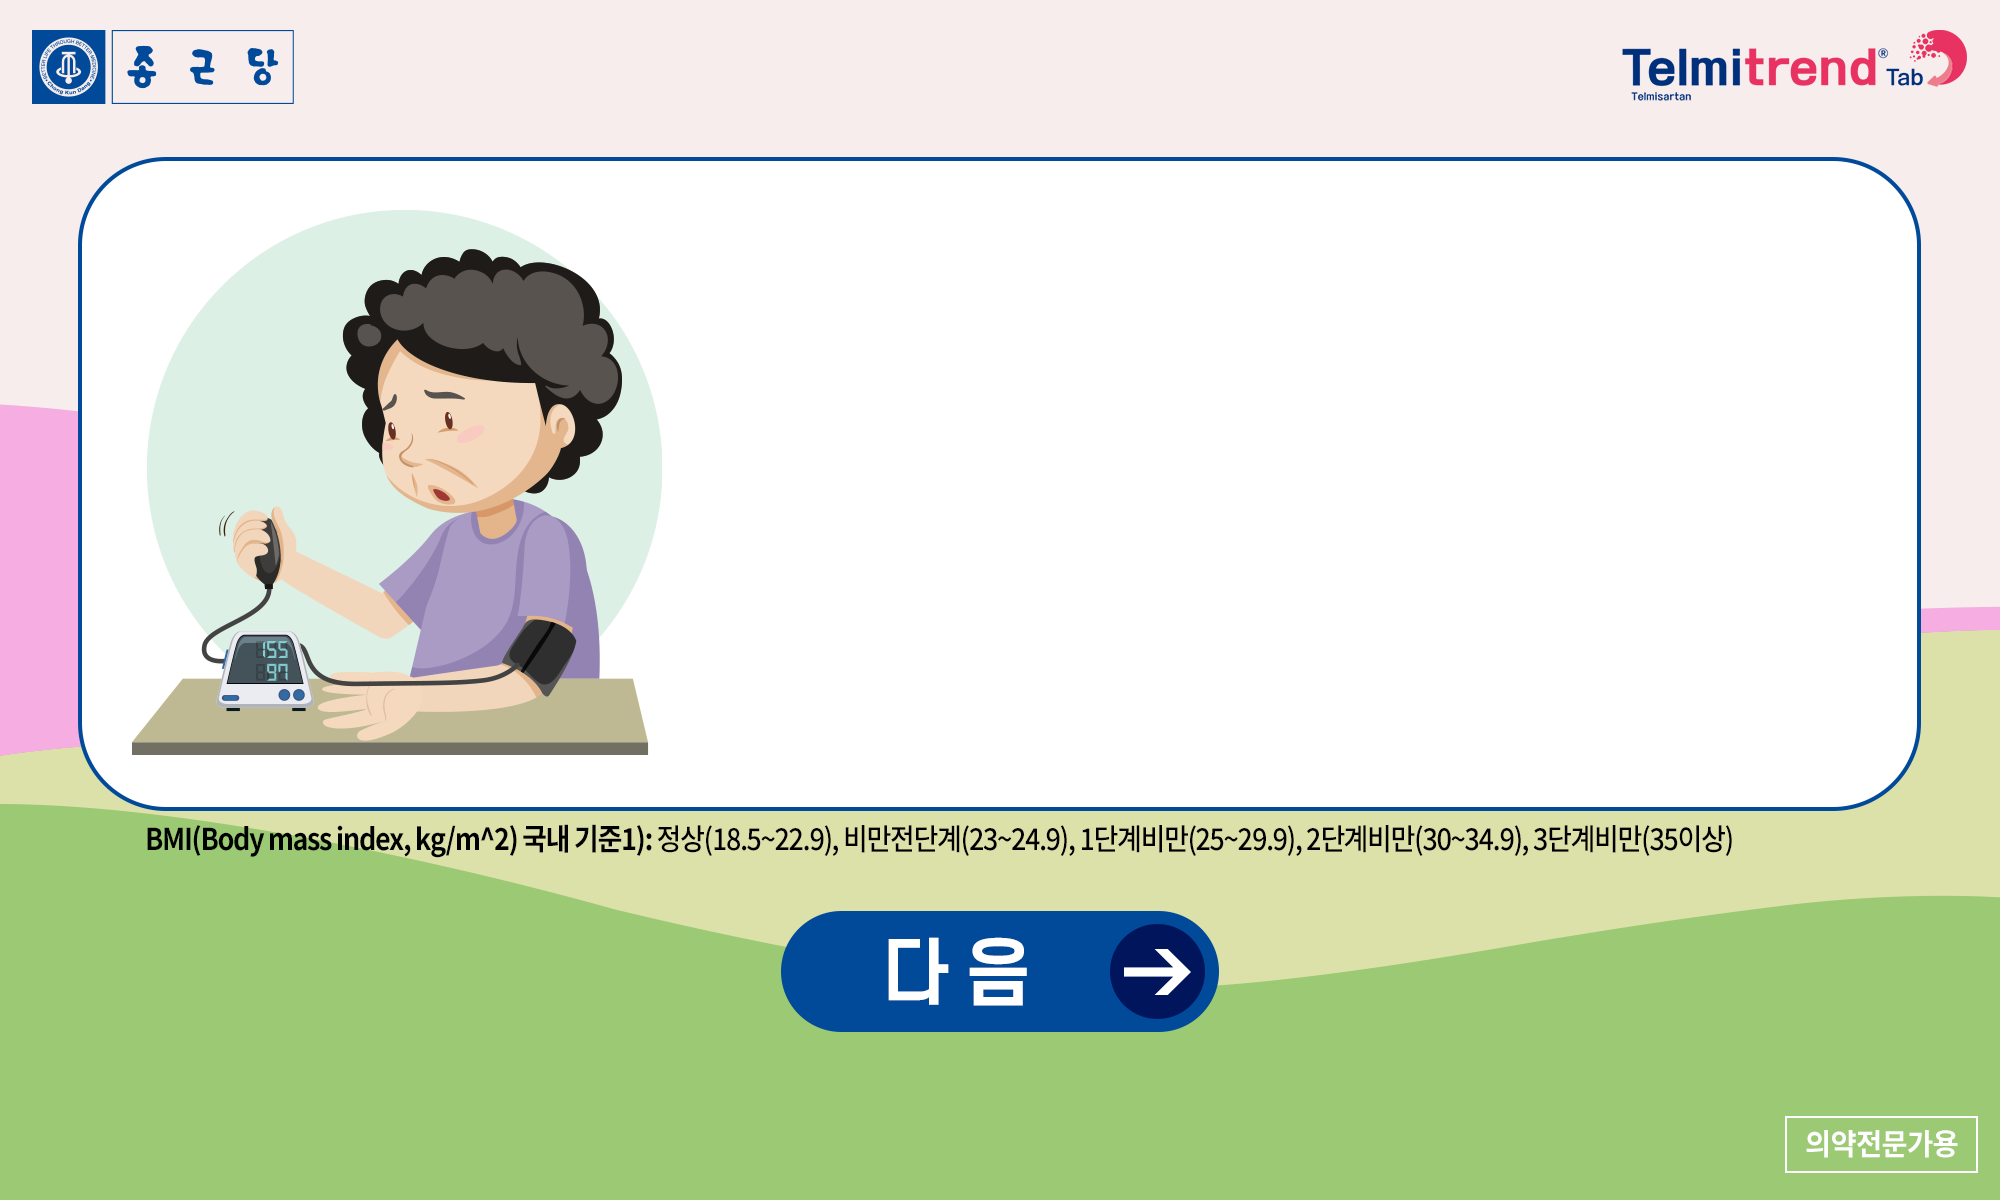 종근당
Telmitrend® Tab
Telmisartan
155
97
BMI(Body mass index, kg/m^2) 국내 기준1): 정상(18.5~22.9), 비만전단계(23~24.9), 1단계비만(25~29.9), 2단계비만(30~34.9), 3단계비만(35이상)
다음
의약전문가용